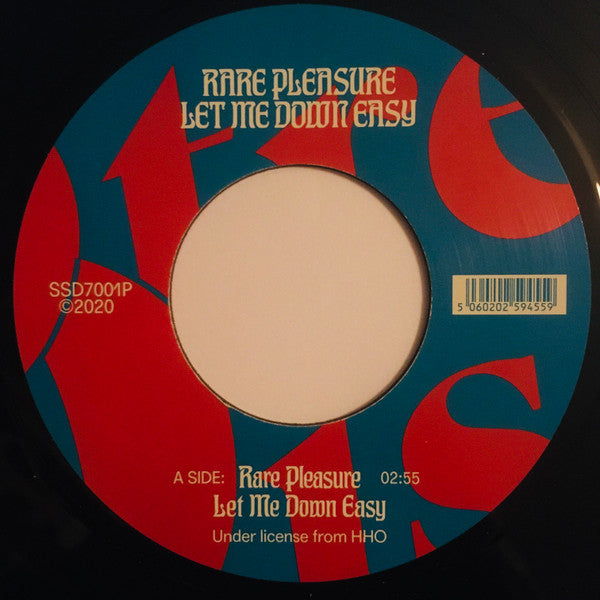 RARE PLEASURE
LET ME DOWN EASY
SSD7001P
©2020
5 060202 594559
A SIDE: Rare Pleasure 02:55
Let Me Down Easy
Under license from HHO